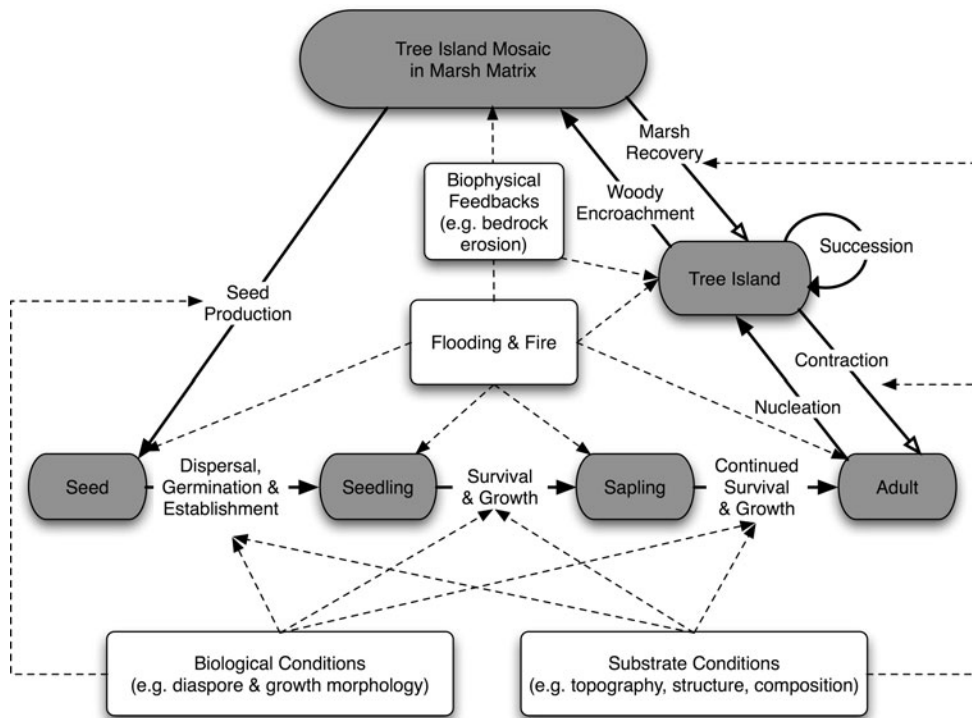 Tree Island Mosaic
in Marsh Matrix
Marsh
Recovery
Biophysical
Feedbacks
(e.g. bedrock
erosion)
Woody
Encroachment
Succession
Tree Island
Seed
Production
Flooding & Fire
Contraction
Nucleation
Seed
Dispersal,
Germination &
Establishment
Seedling
Survival
& Growth
Sapling
Continued
Survival
& Growth
Adult
Biological Conditions
(e.g. diaspore & growth morphology)
Substrate Conditions
(e.g. topography, structure, composition)